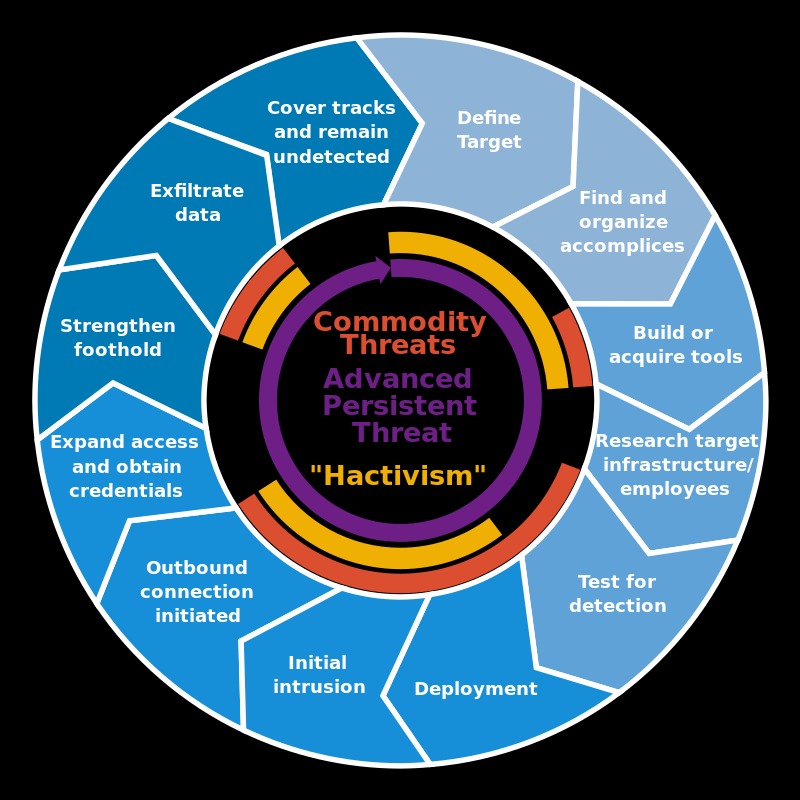 Define
Target
Find and
organize
accomplices
Build or
acquire tools
Research target
infrastructure/
employees
Test for
detection
Deployment
Initial
intrusion
Outbound
connection
initiated
Expand access
and obtain
credentials
Strengthen
foothold
Exfiltrate
data
Cover tracks
and remain
undetected
Commodity
Threats
Advanced
Persistent
Threat
"Hactivism"